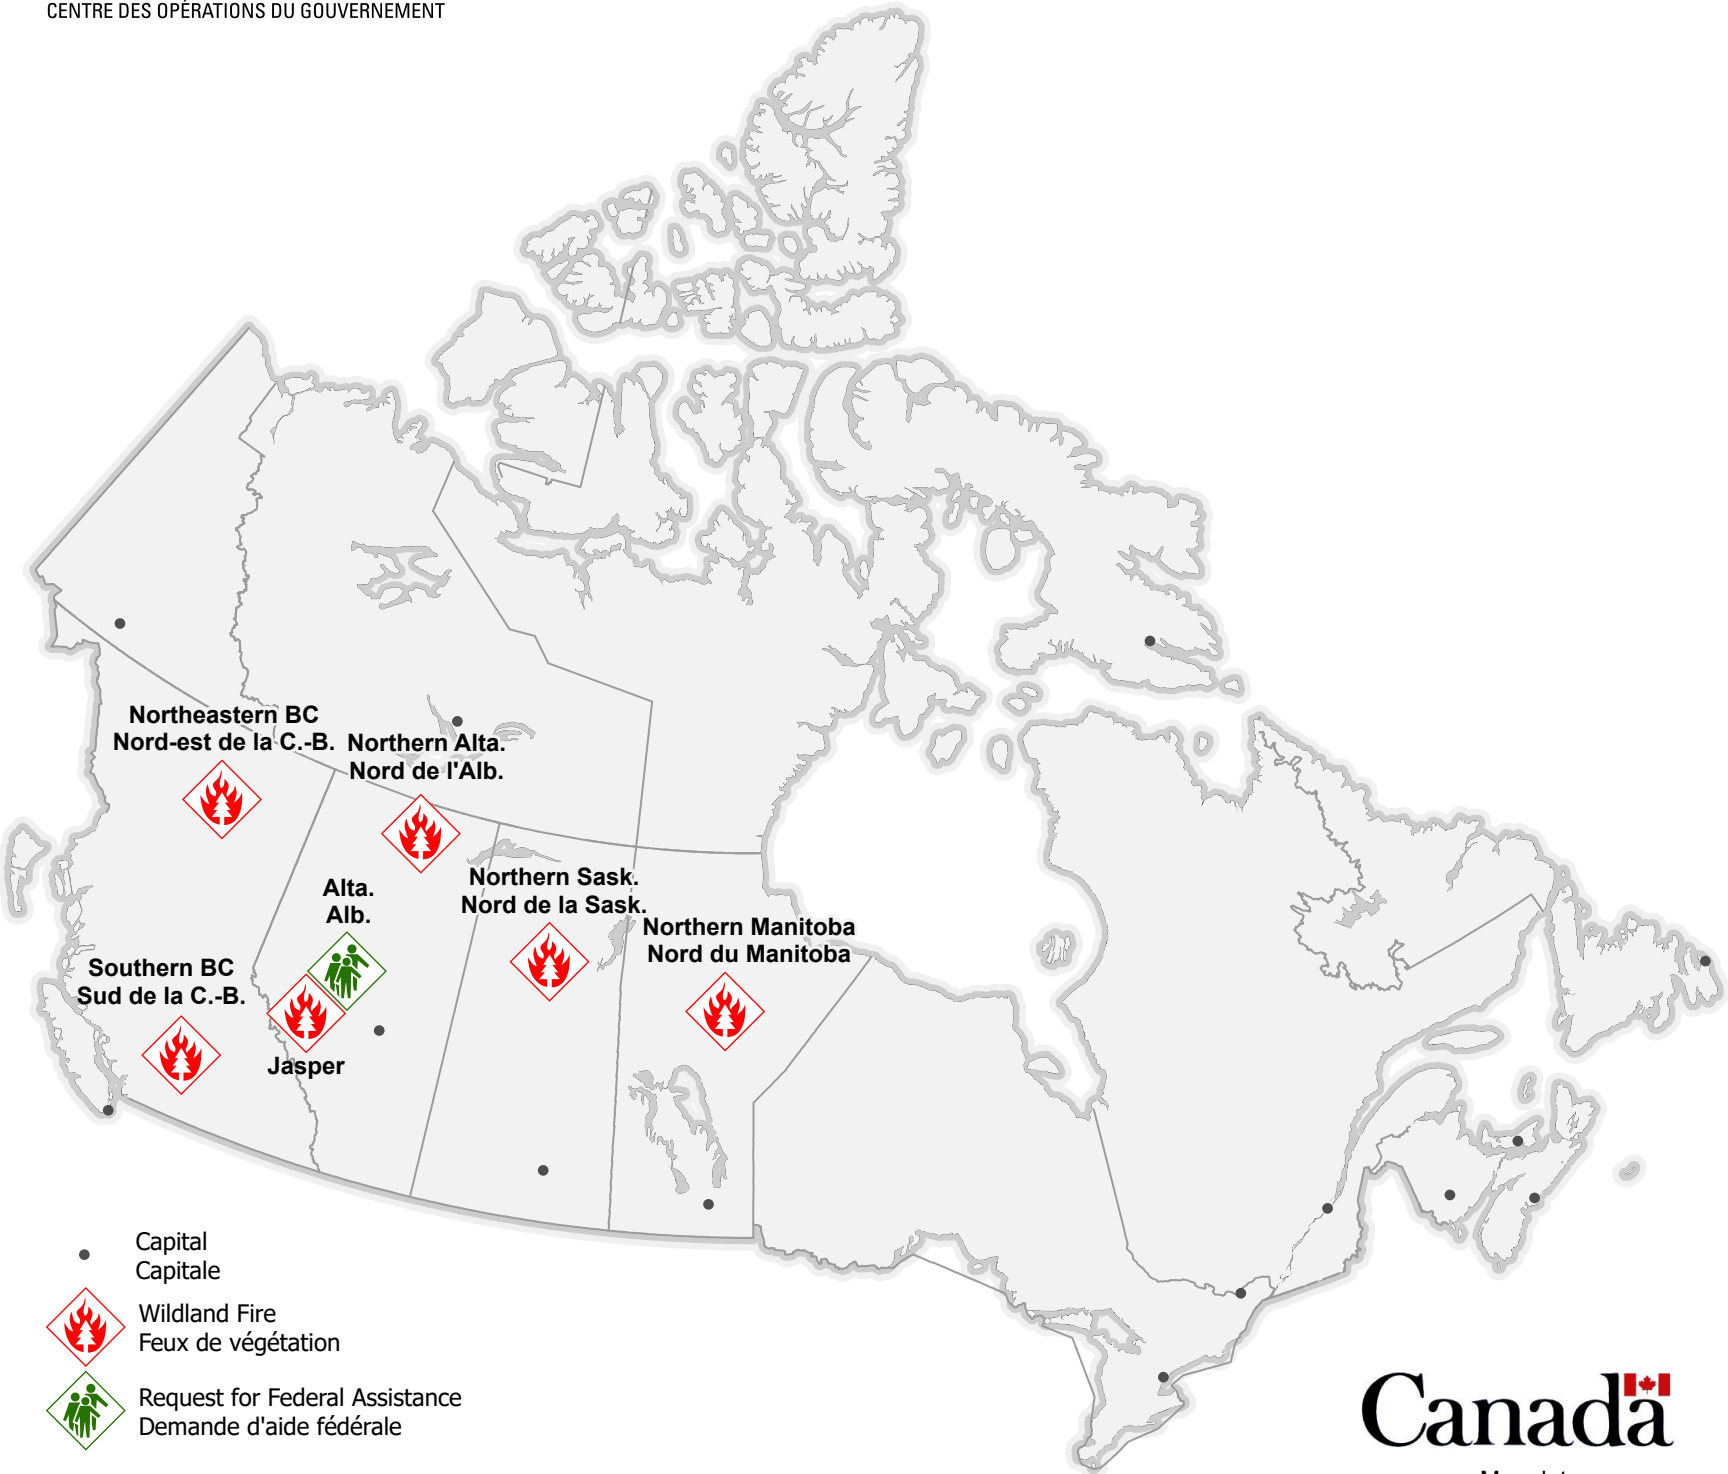 CENTRE DES OPÉRATIONS DU GOUVERNEMENT
Northeastern BC
Nord-est de la C.-B.
Northern Alta.
Nord de l'Alb.
Alta.
Alb.
Northern Sask.
Nord de la Sask.
Northern Manitoba
Nord du Manitoba
Southern BC
Sud de la C.-B.
Jasper
Capital
Capitale
Wildland Fire
Feux de végétation
Request for Federal Assistance
Demande d'aide fédérale
Canada